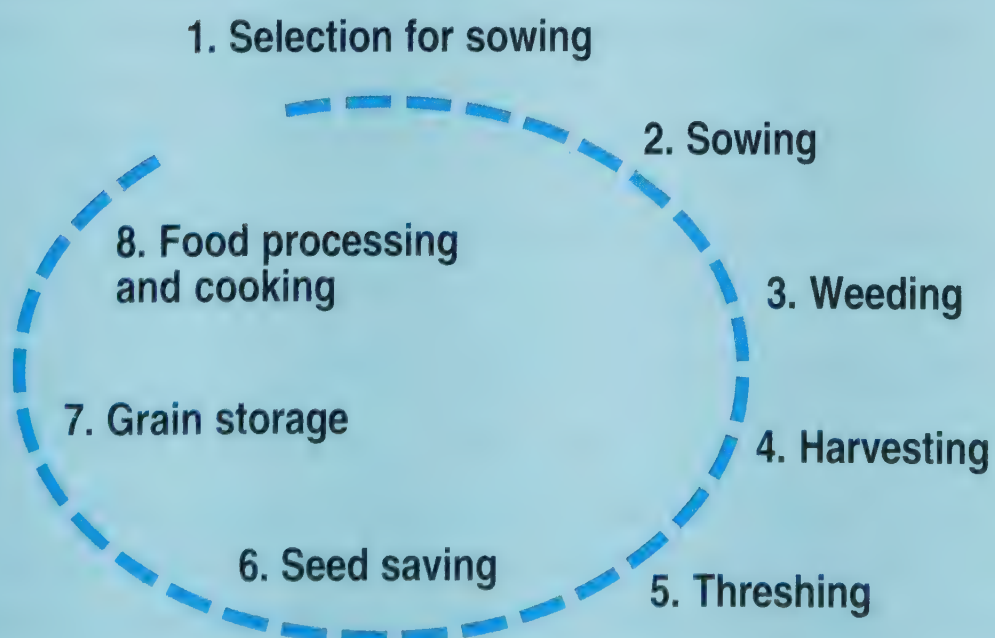 1. Selection for sowing
2. Sowing
3. Weeding
4. Harvesting
5. Threshing
6. Seed saving
7. Grain storage
8. Food processing
and cooking